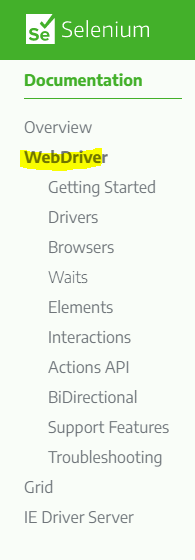 Se Selenium
Documentation
Overview
WebDriver
Getting Started
Drivers
Browsers
Waits
Elements
Interactions
Actions API
BiDirectional
Support Features
Troubleshooting
Grid
IE Driver Server